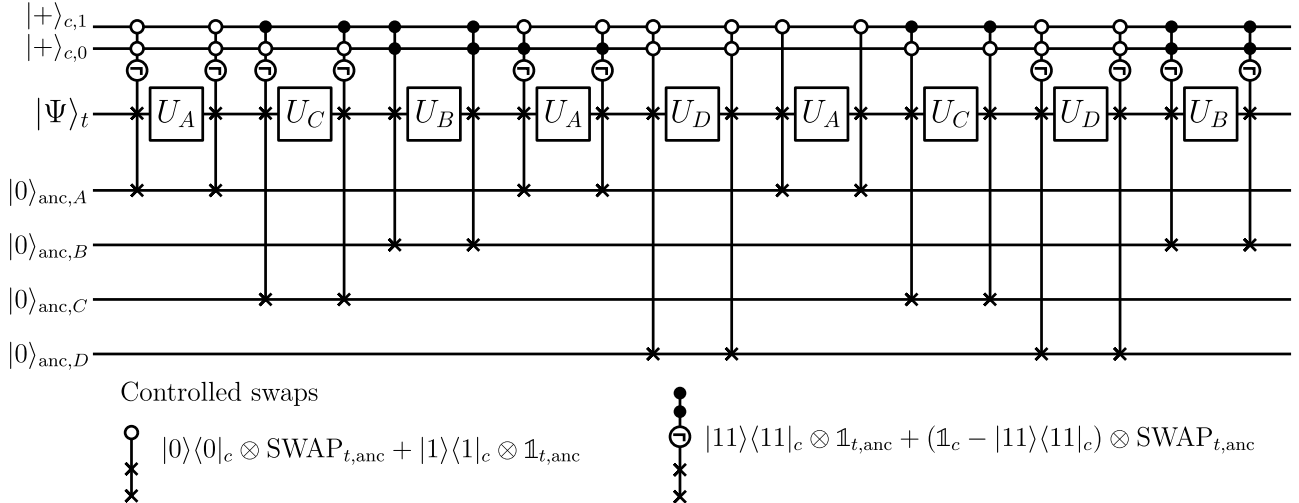 |+⟩c,1
|+⟩c,0
|Ψ⟩t U_A U_C U_B U_A U_D U_A U_C U_D U_B
|0⟩anc,A
|0⟩anc,B
|0⟩anc,C
|0⟩anc,D
Controlled swaps
|0⟩⟨0|c ⊗ SWAPt,anc + |1⟩⟨1|c ⊗ 𝟙t,anc
¬ |11⟩⟨11|c ⊗ 𝟙t,anc + (𝟙c − |11⟩⟨11|c) ⊗ SWAPt,anc